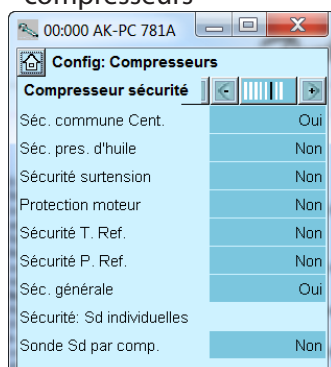 compresseurs
00:000 AK-PC 781A
Config: Compresseurs
Compresseur sécurité
Séc. commune Cent. Oui
Séc. pres. d'huile Non
Sécurité surtension Non
Protection moteur Non
Sécurité T. Ref. Non
Sécurité P. Ref. Non
Séc. générale Oui
Sécurité: Sd individuelles
Sonde Sd par comp. Non